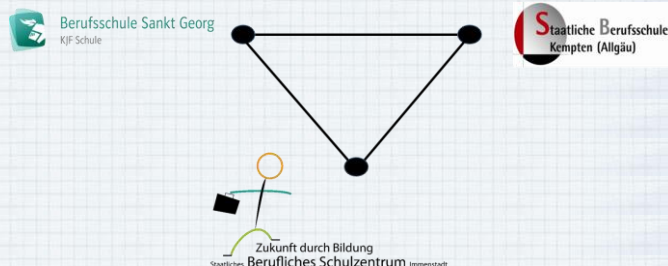 Berufsschule Sankt Georg
KJF Schule
Staatliche Berufsschule
Kempten (Allgäu)
Zukunft durch Bildung
Staatliches Berufliches Schulzentrum Immenstadt